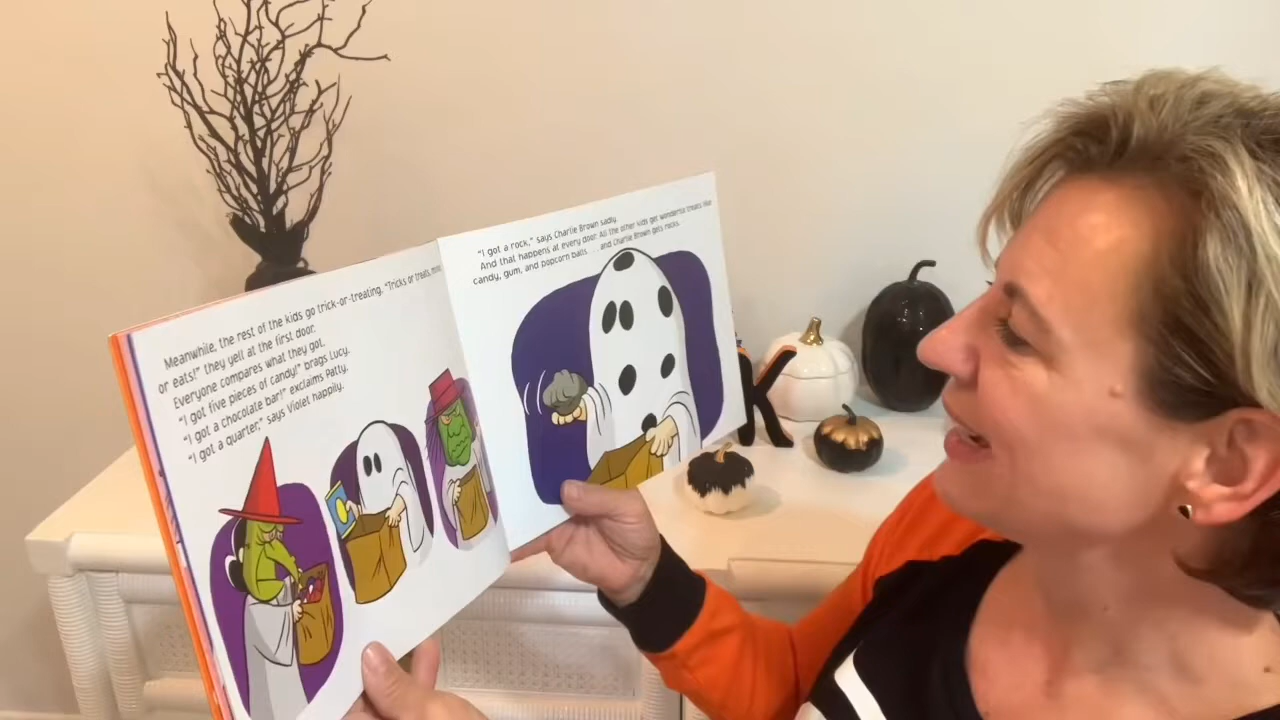 Meanwhile, the rest of the kids go trick-or-treating. "Tricks or treats, money
or eats!" they yell at the first door.
Everyone compares what they got.
"I got five pieces of candy!" brags Lucy.
"I got a chocolate bar!" exclaims Patty.
"I got a quarter," says Violet happily.
"I got a rock," says Charlie Brown sadly.
And that happens at every door. All the other kids get wonderful treats like
candy, gum, and popcorn balls . . . and Charlie Brown gets rocks.
K